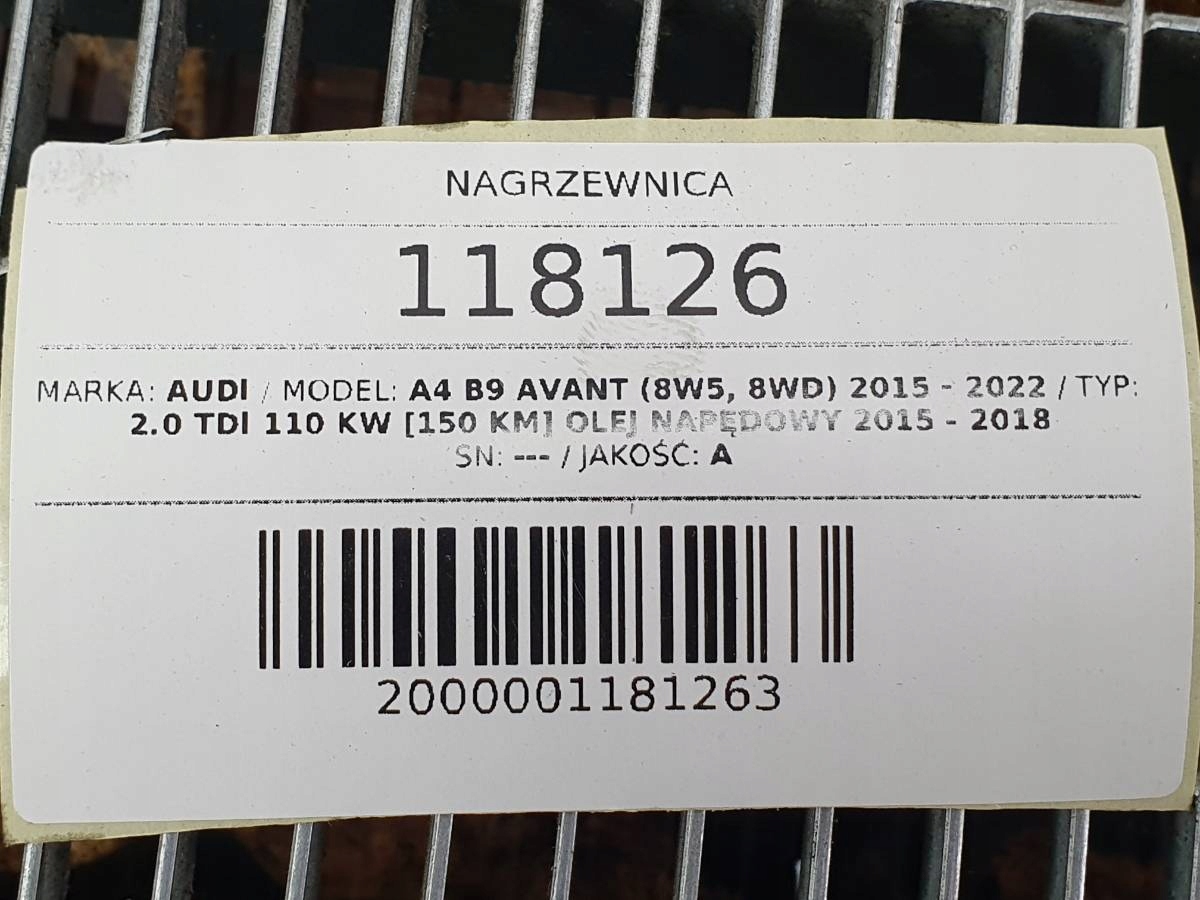 NAGRZEWNICA
118126
MARKA: AUDI / MODEL: A4 B9 AVANT (8W5, 8WD) 2015 - 2022 / TYP:
2.0 TDI 110 KW [150 KM] OLEJ NAPĘDOWY 2015 - 2018
SN: --- / JAKOŚĆ: A
2000001181263